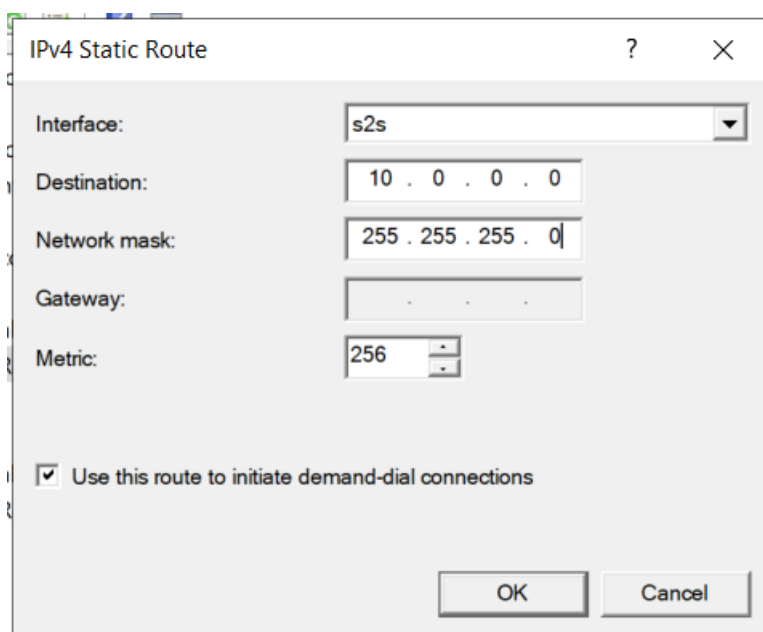 IPv4 Static Route ?
Interface: s2s
Destination: 10 . 0 . 0 . 0
Network mask: 255 . 255 . 255 . 0
Gateway: . . .
Metric: 256
Use this route to initiate demand-dial connections
OK Cancel